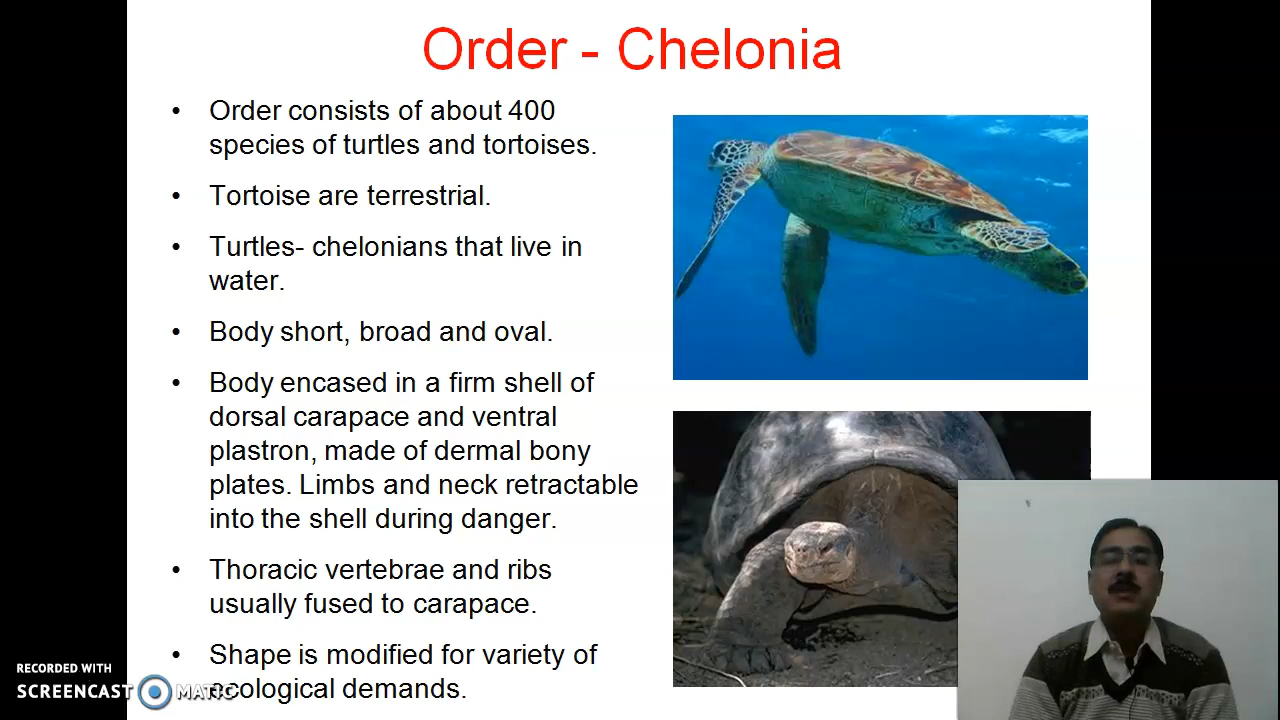 Order - Chelonia
• Order consists of about 400
species of turtles and tortoises.
• Tortoise are terrestrial.
• Turtles- chelonians that live in
water.
• Body short, broad and oval.
• Body encased in a firm shell of
dorsal carapace and ventral
plastron, made of dermal bony
plates. Limbs and neck retractable
into the shell during danger.
• Thoracic vertebrae and ribs
usually fused to carapace.
• Shape is modified for variety of
ecological demands.
RECORDED WITH
SCREENCAST MATIC